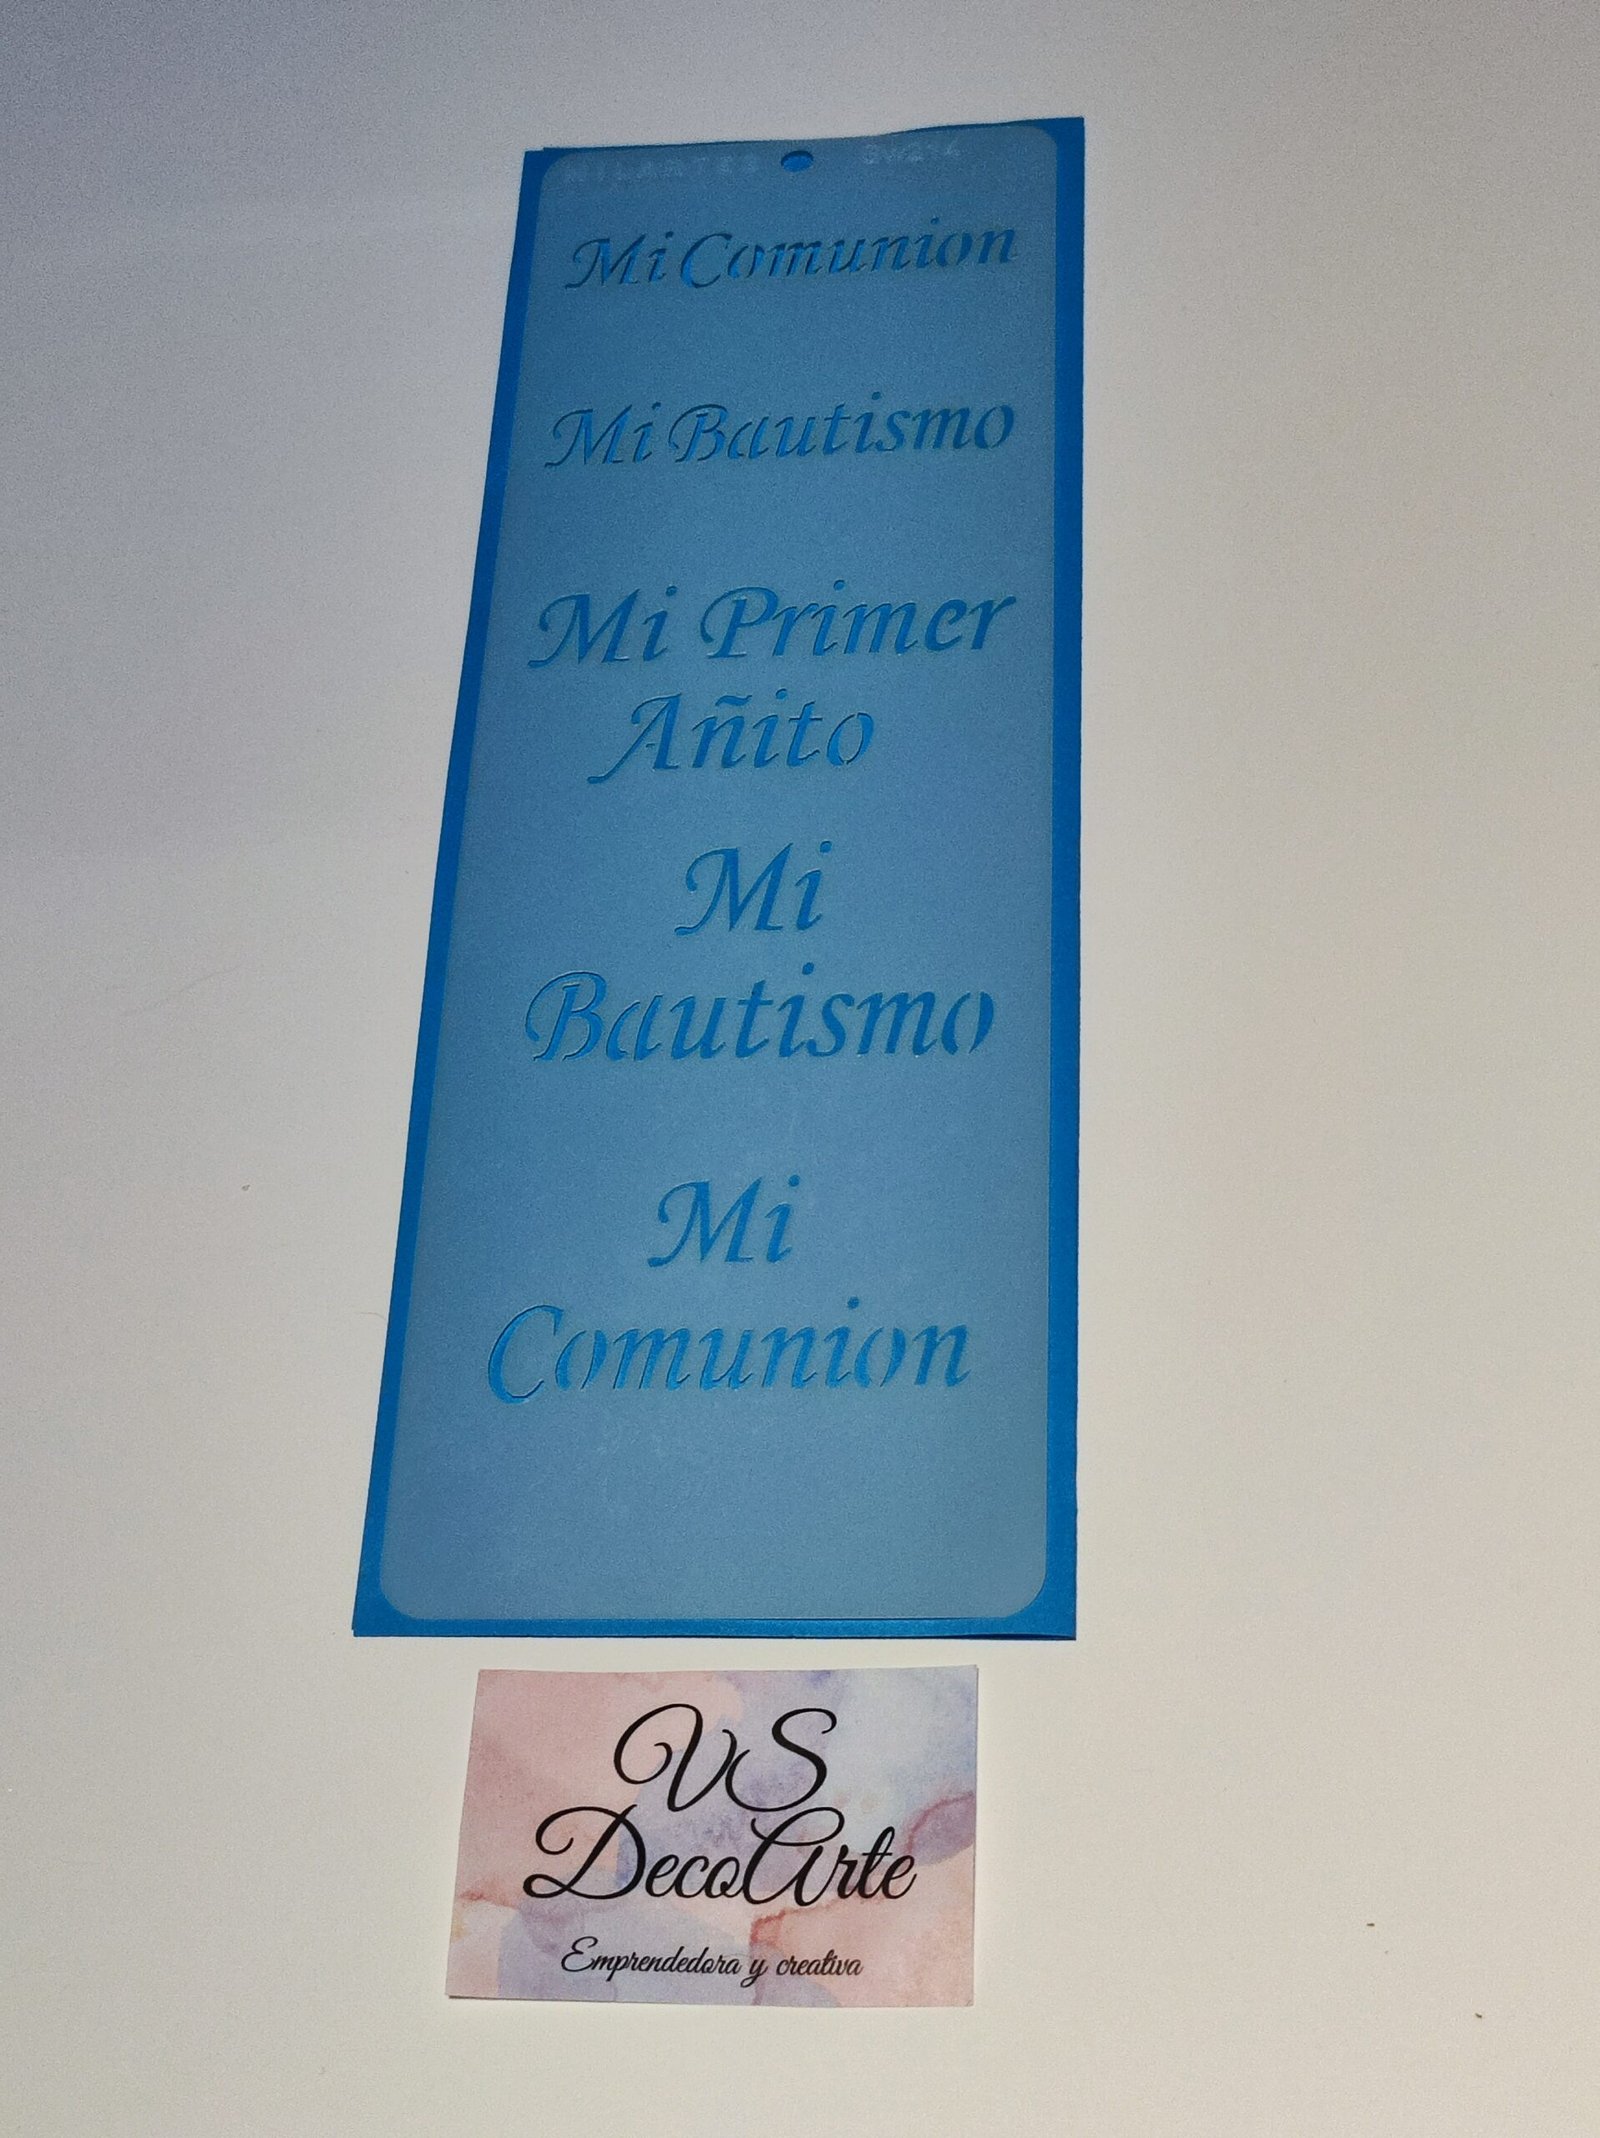 Mi Comunion
Mi Bautismo
Mi Primer
Añito
Mi
Bautismo
Mi
Comunion
VS
DecoArte
Emprendedora y creativa